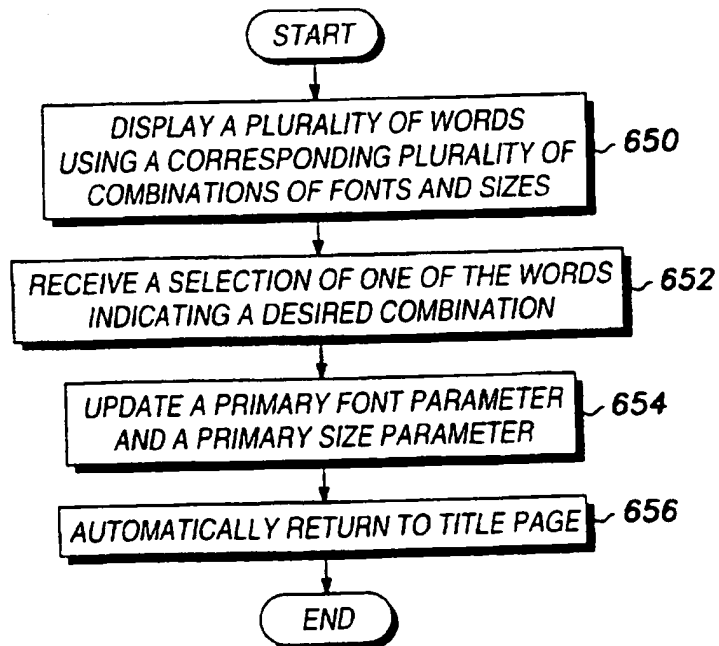 START
DISPLAY A PLURALITY OF WORDS
USING A CORRESPONDING PLURALITY OF
COMBINATIONS OF FONTS AND SIZES
650
RECEIVE A SELECTION OF ONE OF THE WORDS
INDICATING A DESIRED COMBINATION
652
UPDATE A PRIMARY FONT PARAMETER
AND A PRIMARY SIZE PARAMETER
654
AUTOMATICALLY RETURN TO TITLE PAGE
656
END